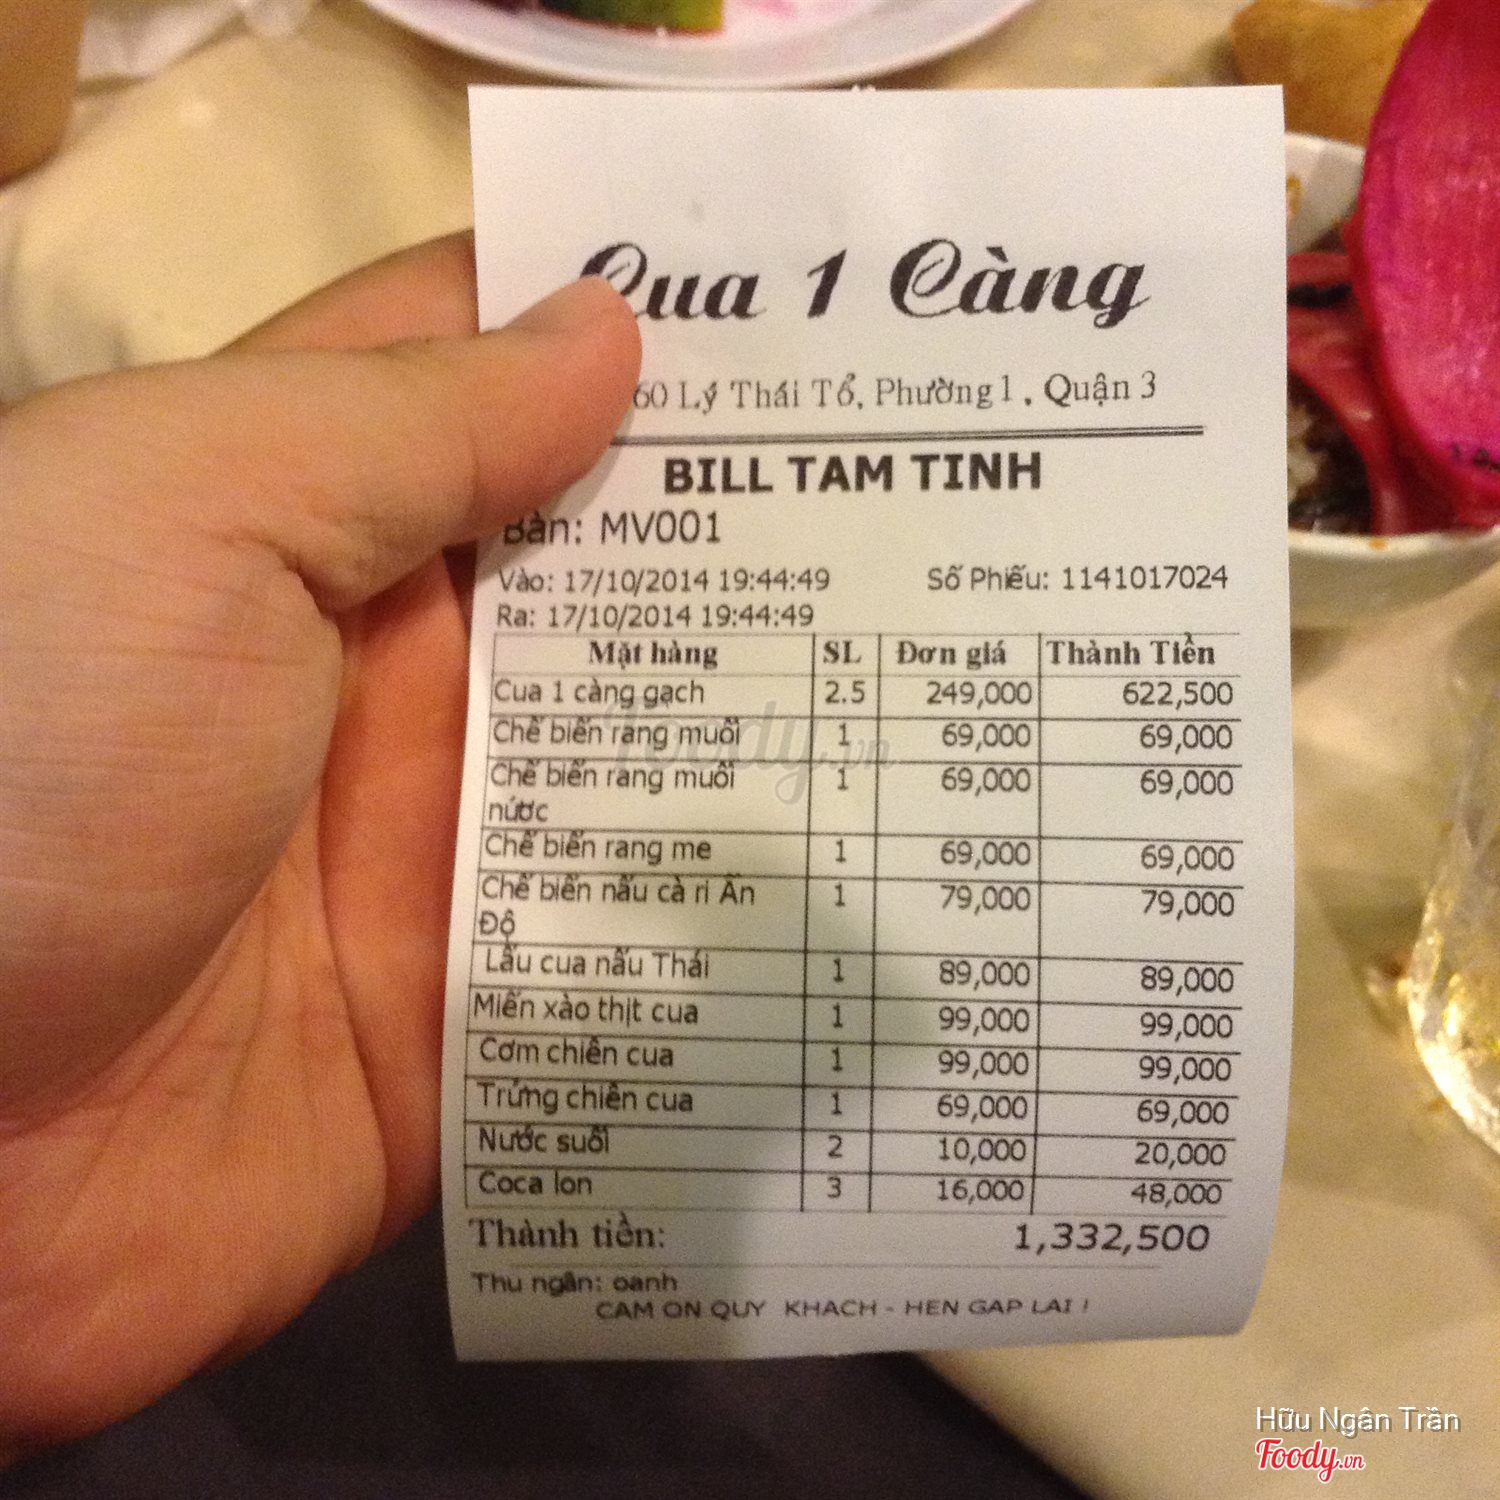 Cua 1 Càng
60 Lý Thái Tổ, Phường 1, Quận 3
BILL TAM TINH
Bàn: MV001
Vào: 17/10/2014 19:44:49 Số Phiếu: 1141017024
Ra: 17/10/2014 19:44:49
Mặt hàng SL Đơn giá Thành Tiền
Cua 1 càng gạch 2.5 249,000 622,500
Chế biến rang muối 1 69,000 69,000
Chế biến rang muối 1 69,000 69,000
nước
Chế biến rang me 1 69,000 69,000
Chế biến nấu cà ri Ấn 1 79,000 79,000
Độ
Lẩu cua nấu Thái 1 89,000 89,000
Miến xào thịt cua 1 99,000 99,000
Cơm chiên cua 1 99,000 99,000
Trứng chiên cua 1 69,000 69,000
Nước suối 2 10,000 20,000
Coca lon 3 16,000 48,000
Thành tiền: 1,332,500
Thu ngân: oanh
CAM ON QUY KHACH - HEN GAP LAI !
Foody.vn
Hữu Ngân Trần
Foody.vn